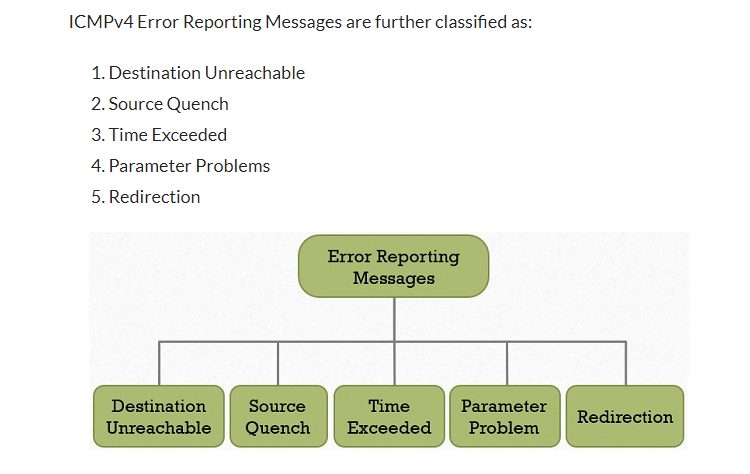 ICMPv4 Error Reporting Messages are further classified as:
1. Destination Unreachable
2. Source Quench
3. Time Exceeded
4. Parameter Problems
5. Redirection
Error Reporting
Messages
Destination
Unreachable
Source
Quench
Time
Exceeded
Parameter
Problem
Redirection